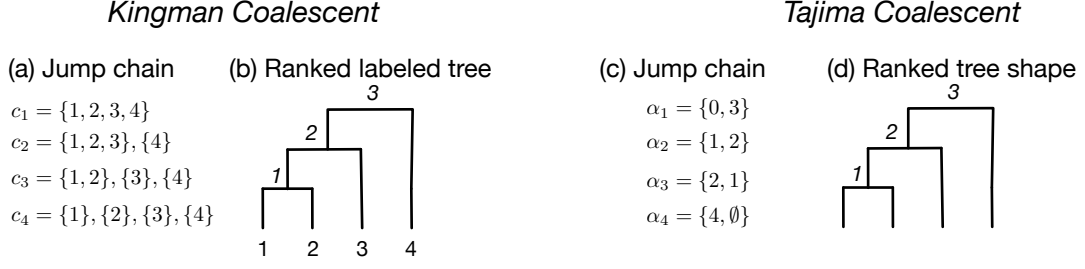 Kingman Coalescent
Tajima Coalescent
(a) Jump chain
(b) Ranked labeled tree
(c) Jump chain
(d) Ranked tree shape
c₁ = {1, 2, 3, 4}
c₂ = {1, 2, 3}, {4}
c₃ = {1, 2}, {3}, {4}
c₄ = {1}, {2}, {3}, {4}
3
2
1
1 2 3 4
α₁ = {0, 3}
α₂ = {1, 2}
α₃ = {2, 1}
α₄ = {4, ∅}
3
2
1